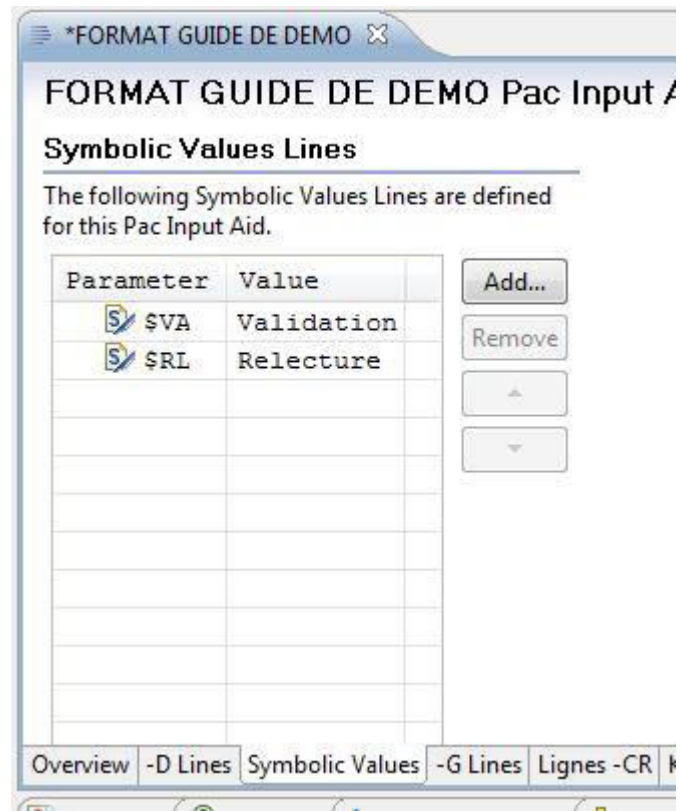 *FORMAT GUIDE DE DEMO
FORMAT GUIDE DE DEMO Pac Input
Symbolic Values Lines
The following Symbolic Values Lines are defined
for this Pac Input Aid.
Parameter Value
Add...
$VA Validation
Remove
$RL Relecture
Overview -D Lines Symbolic Values -G Lines Lignes -CR